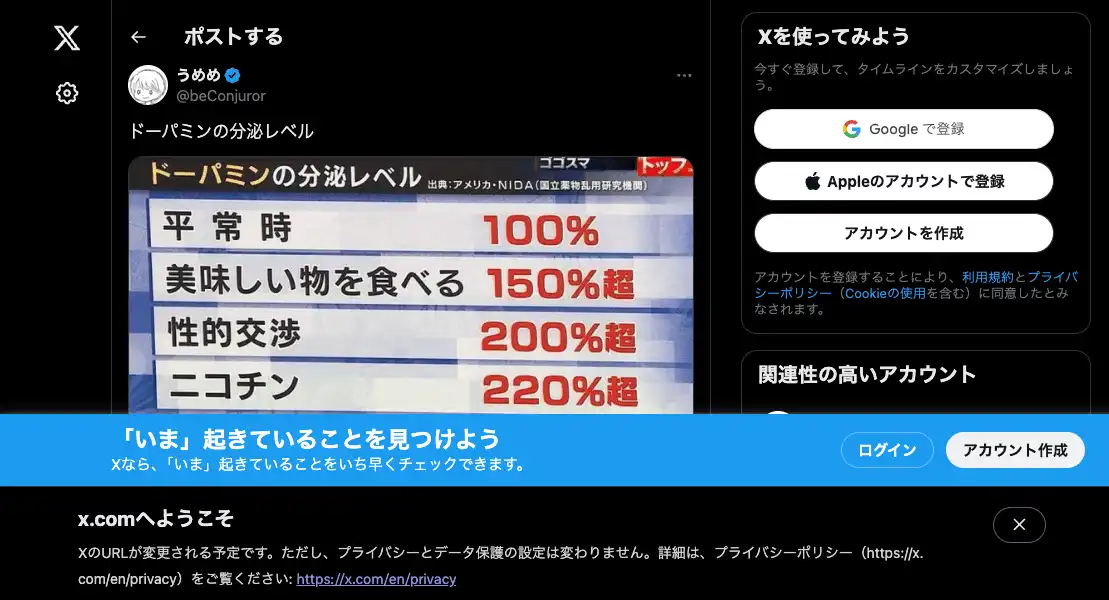 ポストする
うめめ
@beConjuror
ドーパミンの分泌レベル
ゴゴスマ
トップ
ドーパミンの分泌レベル
出典:アメリカ・NIDA(国立薬物乱用研究機関)
平常時 100%
美味しい物を食べる 150%超
性的交渉 200%超
ニコチン 220%超
Xを使ってみよう
今すぐ登録して、タイムラインをカスタマイズしましょ
う。
Google で登録
Appleのアカウントで登録
アカウントを作成
アカウントを登録することにより、利用規約とプライバ
シーポリシー（Cookieの使用を含む）に同意したとみ
なされます。
関連性の高いアカウント
「いま」起きていることを見つけよう
Xなら、「いま」起きていることをいち早くチェックできます。
ログイン
アカウント作成
x.comへようこそ
XのURLが変更される予定です。ただし、プライバシーとデータ保護の設定は変わりません。詳細は、プライバシーポリシー（https://x.
com/en/privacy）をご覧ください: https://x.com/en/privacy